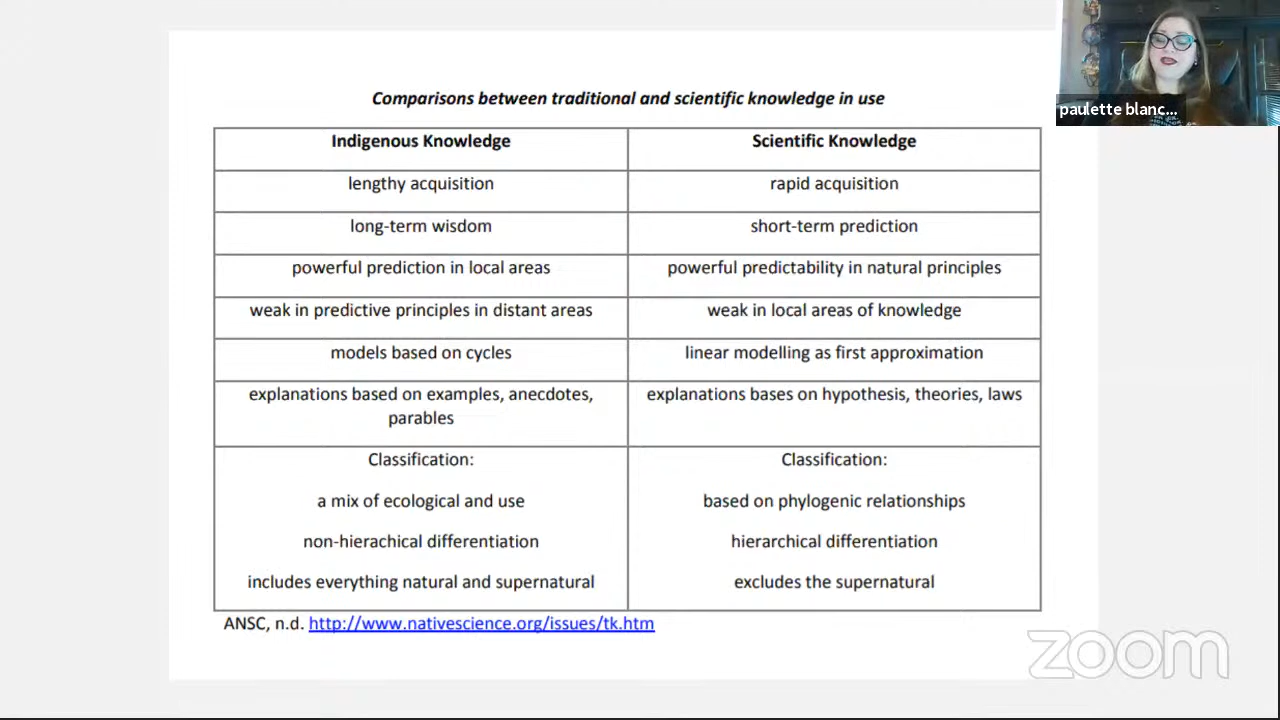 Comparisons between traditional and scientific knowledge in use
Indigenous Knowledge
Scientific Knowledge
lengthy acquisition
rapid acquisition
long-term wisdom
short-term prediction
powerful prediction in local areas
powerful predictability in natural principles
weak in predictive principles in distant areas
weak in local areas of knowledge
models based on cycles
linear modelling as first approximation
explanations based on examples, anecdotes,
parables
explanations bases on hypothesis, theories, laws
Classification:
a mix of ecological and use
non-hierachical differentiation
includes everything natural and supernatural
Classification:
based on phylogenic relationships
hierarchical differentiation
excludes the supernatural
ANSC, n.d. http://www.nativescience.org/issues/tk.htm
paulette blanc...
zoom